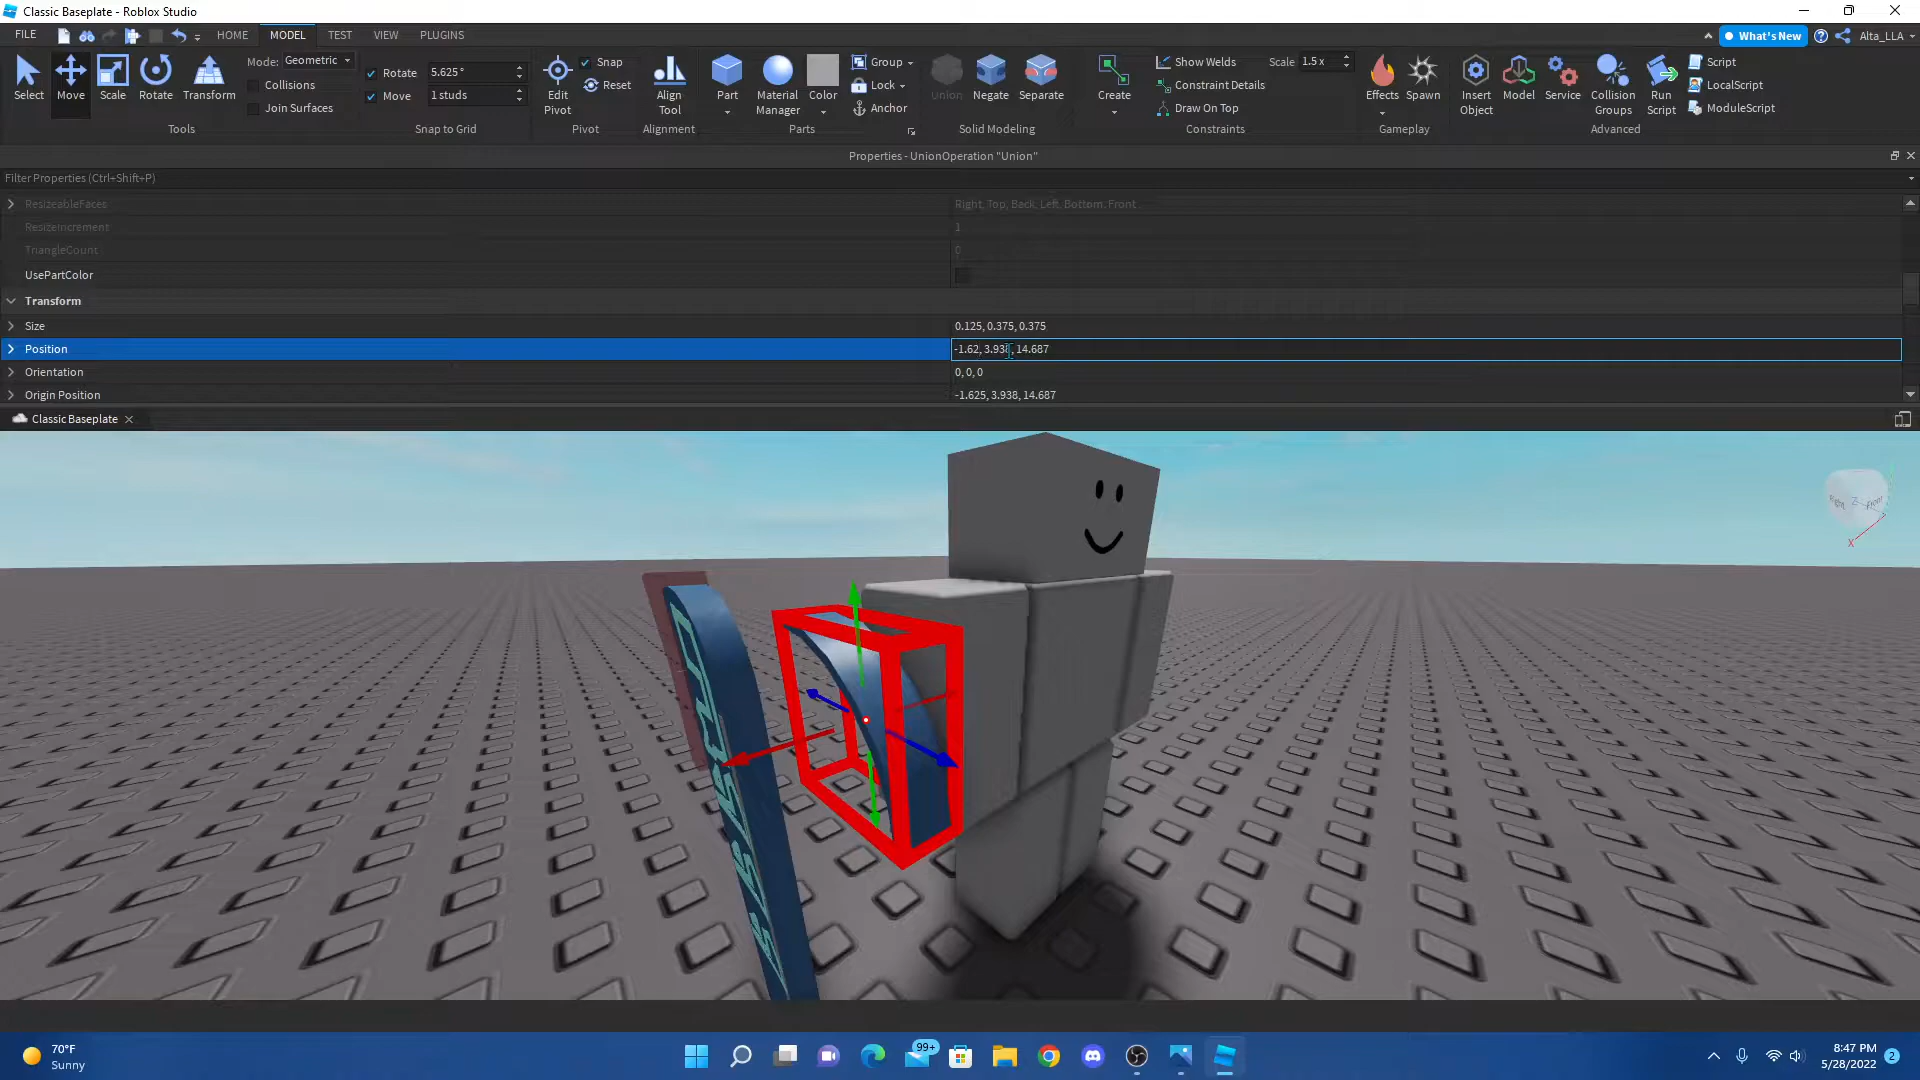 Classic Baseplate - Roblox Studio
FILE HOME MODEL TEST VIEW PLUGINS What's New Alta_LLA
Select Move Scale Rotate Transform
Mode: Geometric
Collisions
Join Surfaces
Tools
Rotate 5.625°
Move 1 studs
Snap to Grid
Edit Pivot
Snap
Reset
Pivot
Align Tool
Alignment
Part
Material Manager
Color
Group
Lock
Anchor
Parts
Union Negate Separate
Solid Modeling
Create
Show Welds
Scale 1.5 x
Constraint Details
Draw On Top
Constraints
Effects Spawn
Gameplay
Insert Object
Model
Service
Collision Groups
Run Script
Script
LocalScript
ModuleScript
Advanced
Properties - UnionOperation "Union"
Filter Properties (Ctrl+Shift+P)
ResizeableFaces Right, Top, Back, Left, Bottom, Front
ResizeIncrement 1
TriangleCount 0
UsePartColor
Transform
Size 0.125, 0.375, 0.375
Position -1.62, 3.938, 14.687
Orientation 0, 0, 0
Origin Position -1.625, 3.938, 14.687
Classic Baseplate
Right Z Front
X
70°F
Sunny
99+
8:47 PM
5/28/2022
2